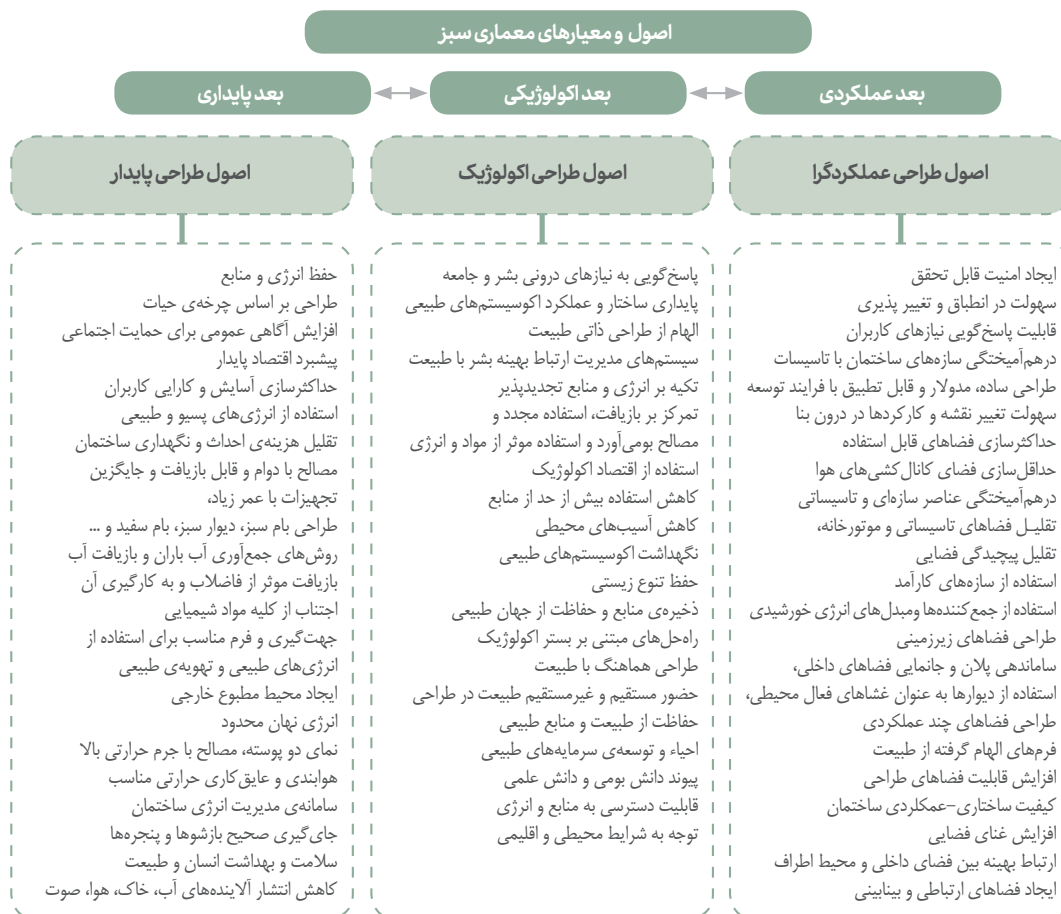 اصول و معیارهای معماری سبز
بعد عملکردی
بعد اکولوژیکی
بعد پایداری
اصول طراحی عملکردگرا
ایجاد امنیت قابل تحقق
سهولت در انطباق و تغییر پذیری
قابلیت پاسخ‌گویی نیازهای کاربران
درهم‌آمیختگی سازه‌های ساختمان با تاسیسات
طراحی ساده، مدولار و قابل تطبیق با فرایند توسعه
سهولت تغییر نقشه و کارکردها در درون بنا
حداکثرسازی فضاهای قابل استفاده
حداقل‌سازی فضای کانال‌کشی‌های هوا
درهم‌آمیختگی عناصر سازه‌ای و تاسیساتی
تقلیـل فضاهای تاسیساتی و موتورخانه،
تقلیل پیچیدگی فضایی
استفاده از سازه‌های کارآمد
استفاده از جمع‌کننده‌ها ومبدل‌های انرژی خورشیدی
طراحی فضاهای زیرزمینی
ساماندهی پلان و جانمایی فضاهای داخلی،
استفاده از دیوارها به عنوان غشاهای فعال محیطی،
طراحی فضاهای چند عملکردی
فرم‌های الهام گرفته از طبیعت
افزایش قابلیت فضاهای طراحی
کیفیت ساختاری-عمکلردی ساختمان
افزایش غنای فضایی
ارتباط بهینه بین فضای داخلی و محیط اطراف
ایجاد فضاهای ارتباطی و بینابینی
اصول طراحی اکولوژیک
پاسخ‌گویی به نیازهای درونی بشر و جامعه
پایداری ساختار و عملکرد اکوسیستم‌های طبیعی
الهام از طراحی ذاتی طبیعت
سیستم‌های مدیریت ارتباط بهینه بشر با طبیعت
تکیه بر انرژی و منابع تجدیدپذیر
تمرکز بر بازیافت، استفاده مجدد و
مصالح بومی‌آورد و استفاده موثر از مواد و انرژی
استفاده از اقتصاد اکولوژیک
کاهش استفاده بیش از حد از منابع
کاهش آسیب‌های محیطی
نگهداشت اکوسیستم‌های طبیعی
حفظ تنوع زیستی
ذخیره‌ی منابع و حفاظت از جهان طبیعی
راه‌حل‌های مبتنی بر بستر اکولوژیک
طراحی هماهنگ با طبیعت
حضور مستقیم و غیرمستقیم طبیعت در طراحی
حفاظت از طبیعت و منابع طبیعی
احیاء و توسعه‌ی سرمایه‌های طبیعی
پیوند دانش بومی و دانش علمی
قابلیت دسترسی به منابع و انرژی
توجه به شرایط محیطی و اقلیمی
اصول طراحی پایدار
حفظ انرژی و منابع
طراحی بر اساس چرخه‌ی حیات
افزایش آگاهی عمومی برای حمایت اجتماعی
پیشبرد اقتصاد پایدار
حداکثرسازی آسایش و کارایی کاربران
استفاده از انرژی‌های پسیو و طبیعی
تقلیل هزینه‌ی احداث و نگهداری ساختمان
مصالح با دوام و قابل بازیافت و جایگزین
تجهیزات با عمر زیاد،
طراحی بام سبز، دیوار سبز، بام سفید و ...
روش‌های جمع‌آوری آب باران و بازیافت آب
بازیافت موثر از فاضلاب و به کارگیری آن
اجتناب از کلیه مواد شیمیایی
جهت‌گیری و فرم مناسب برای استفاده از
انرژی‌های طبیعی و تهویه‌ی طبیعی
ایجاد محیط مطبوع خارجی
انرژی نهان محدود
نمای دو پوسته، مصالح با جرم حرارتی بالا
هوابندی و عایق‌کاری حرارتی مناسب
سامانه‌ی مدیریت انرژی ساختمان
جای‌گیری صحیح بازشوها و پنجره‌ها
سلامت و بهداشت انسان و طبیعت
کاهش انتشار آلاینده‌های آب، خاک، هوا، صوت